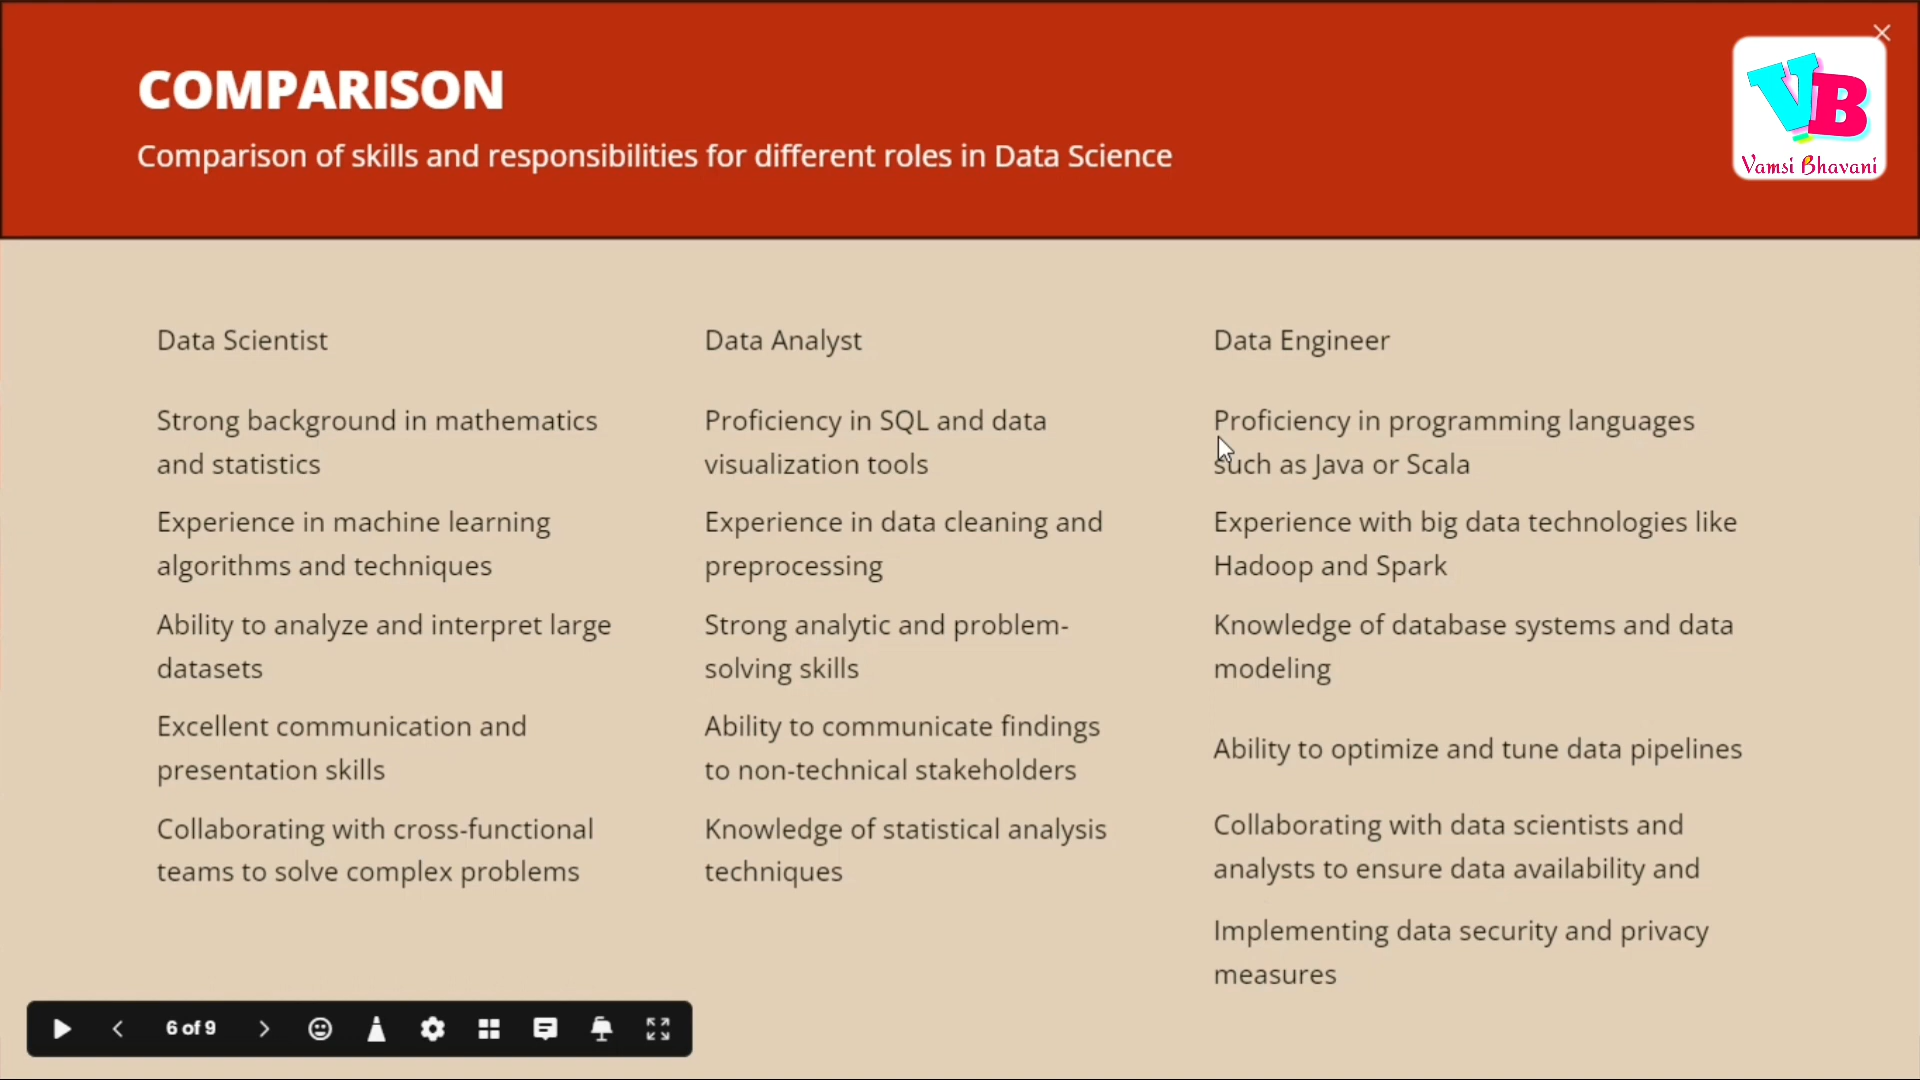 COMPARISON
Comparison of skills and responsibilities for different roles in Data Science
VB
Vamsi Bhavani
Data Scientist
Strong background in mathematics
and statistics
Experience in machine learning
algorithms and techniques
Ability to analyze and interpret large
datasets
Excellent communication and
presentation skills
Collaborating with cross-functional
teams to solve complex problems
Data Analyst
Proficiency in SQL and data
visualization tools
Experience in data cleaning and
preprocessing
Strong analytic and problem-
solving skills
Ability to communicate findings
to non-technical stakeholders
Knowledge of statistical analysis
techniques
Data Engineer
Proficiency in programming languages
such as Java or Scala
Experience with big data technologies like
Hadoop and Spark
Knowledge of database systems and data
modeling
Ability to optimize and tune data pipelines
Collaborating with data scientists and
analysts to ensure data availability and
Implementing data security and privacy
measures
6 of 9